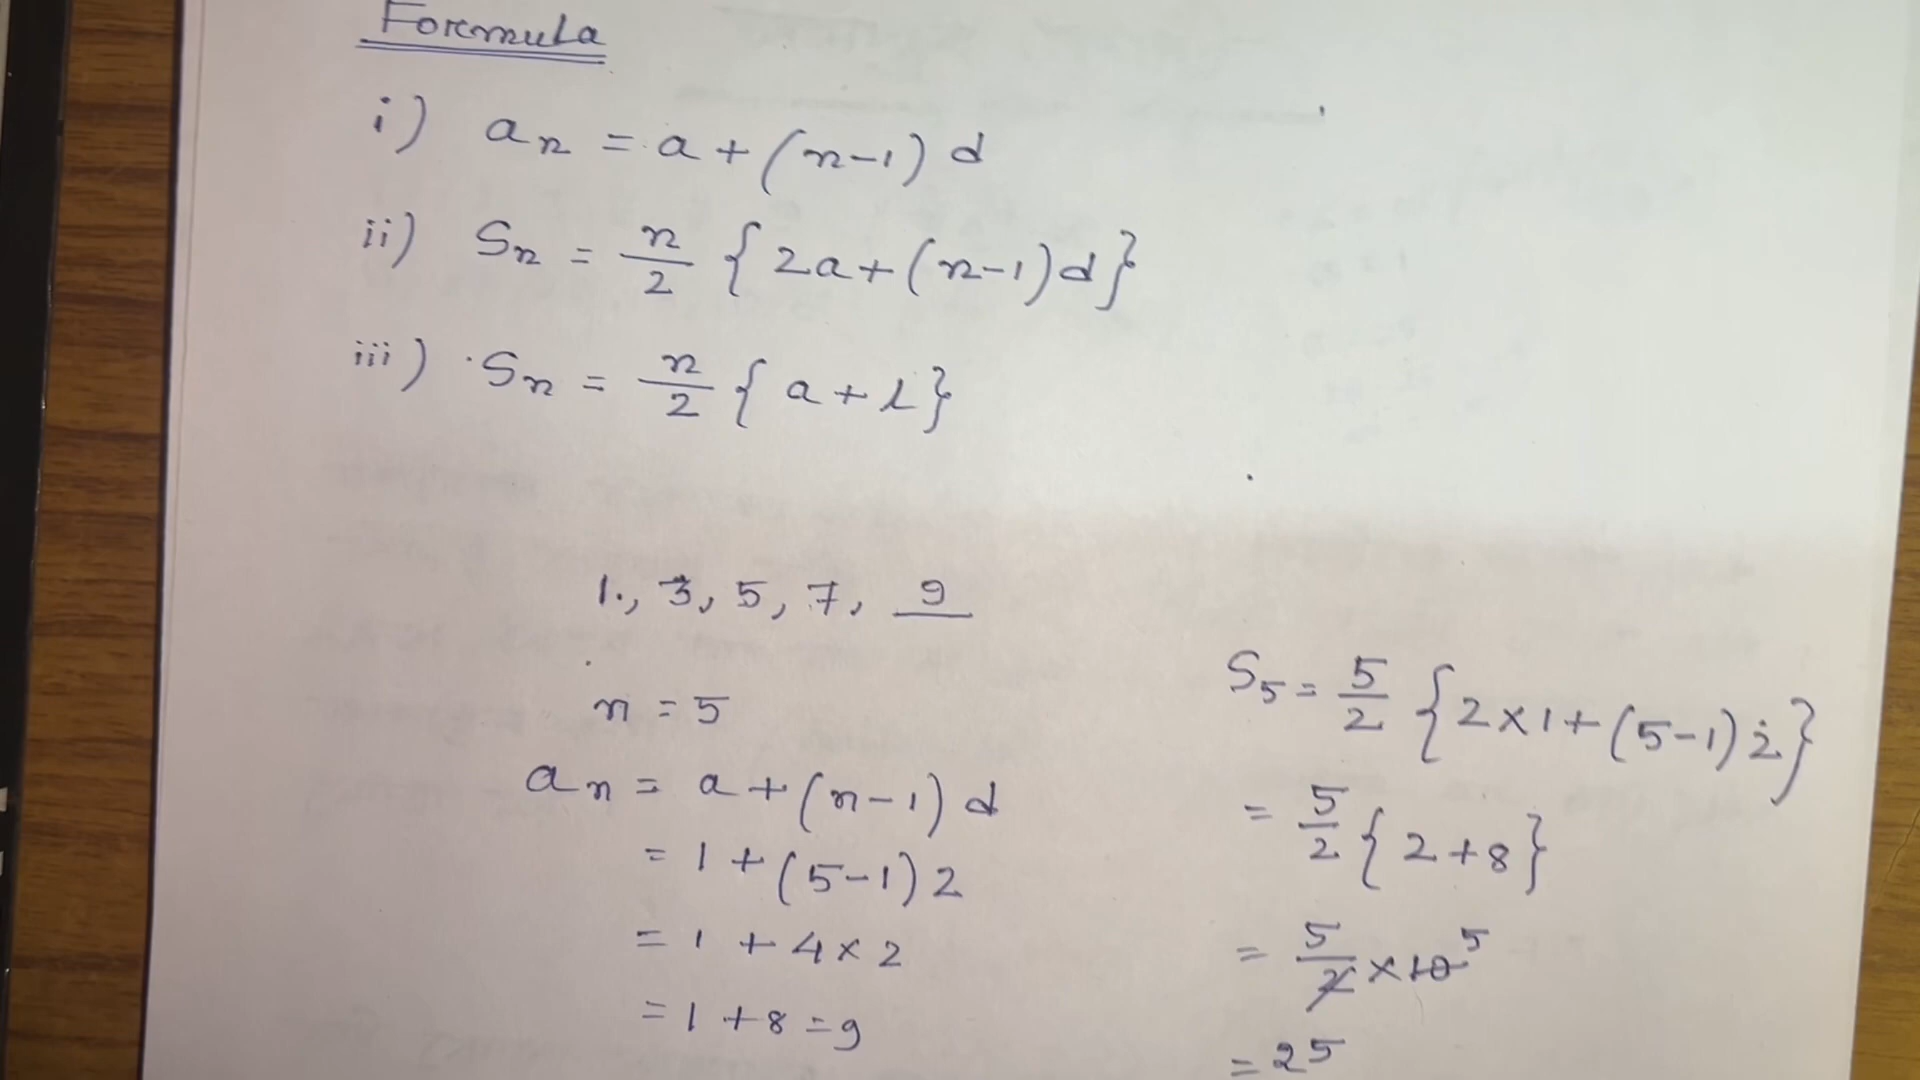 Formula
i) an = a + (n-1) d
ii) Sn = n/2 { 2a + (n-1) d}
iii) Sn = n/2 { a + l}
1., 3, 5, 7, 9
n = 5
an = a + (n-1) d
= 1 + (5-1) 2
= 1 + 4 x 2
= 1 + 8 = 9
S5 = 5/2 { 2 x 1 + (5-1) 2}
= 5/2 { 2 + 8}
= 5/2 x 10 5
= 25